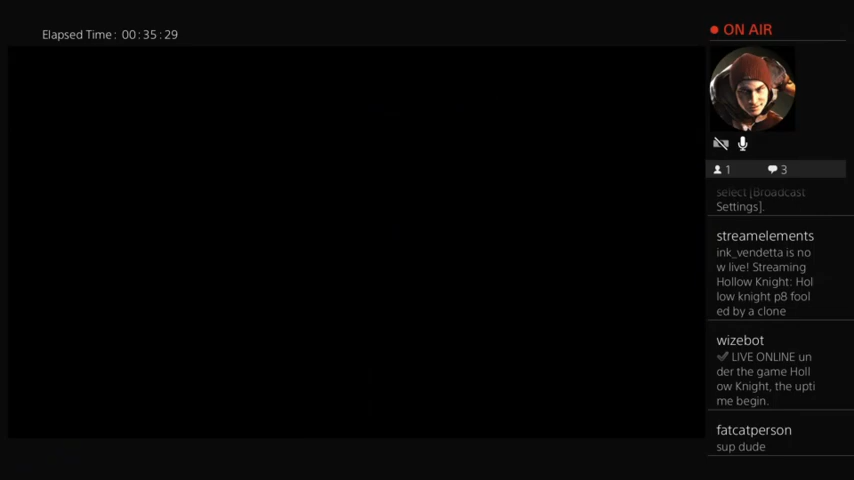 Elapsed Time: 00:35:29
ON AIR
1
3
select [Broadcast
Settings].
streamelements
ink_vendetta is no
w live! Streaming
Hollow Knight: Hol
low knight p8 fool
ed by a clone
wizebot
✅ LIVE ONLINE un
der the game Holl
ow Knight, the upti
me begin.
fatcatperson
sup dude